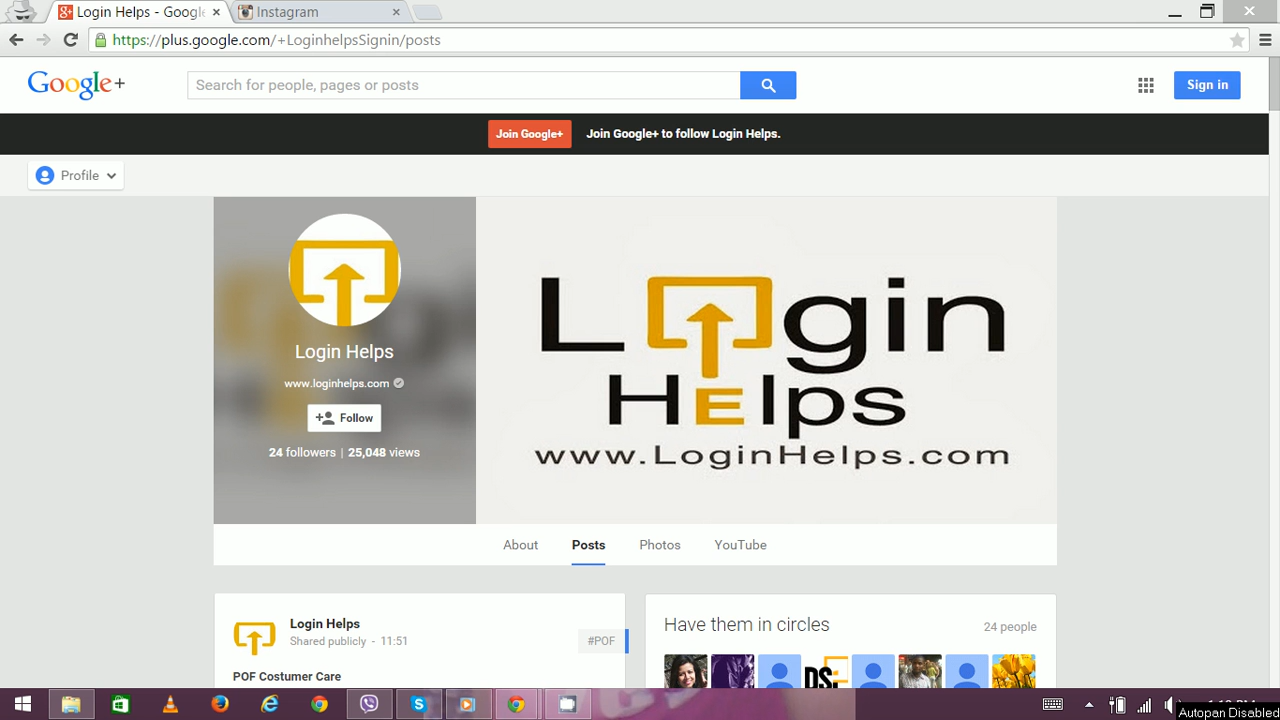 Login Helps - Google
Instagram
https://plus.google.com/+LoginhelpsSignin/posts
Google+
Search for people, pages or posts
Sign in
Join Google+
Join Google+ to follow Login Helps.
Profile
Login Helps
www.loginhelps.com
Follow
24 followers | 25,048 views
Login
Helps
www.LoginHelps.com
About
Posts
Photos
YouTube
Login Helps
Shared publicly - 11:51
#POF
POF Costumer Care
Have them in circles
24 people
DS:
Autopan Disabled